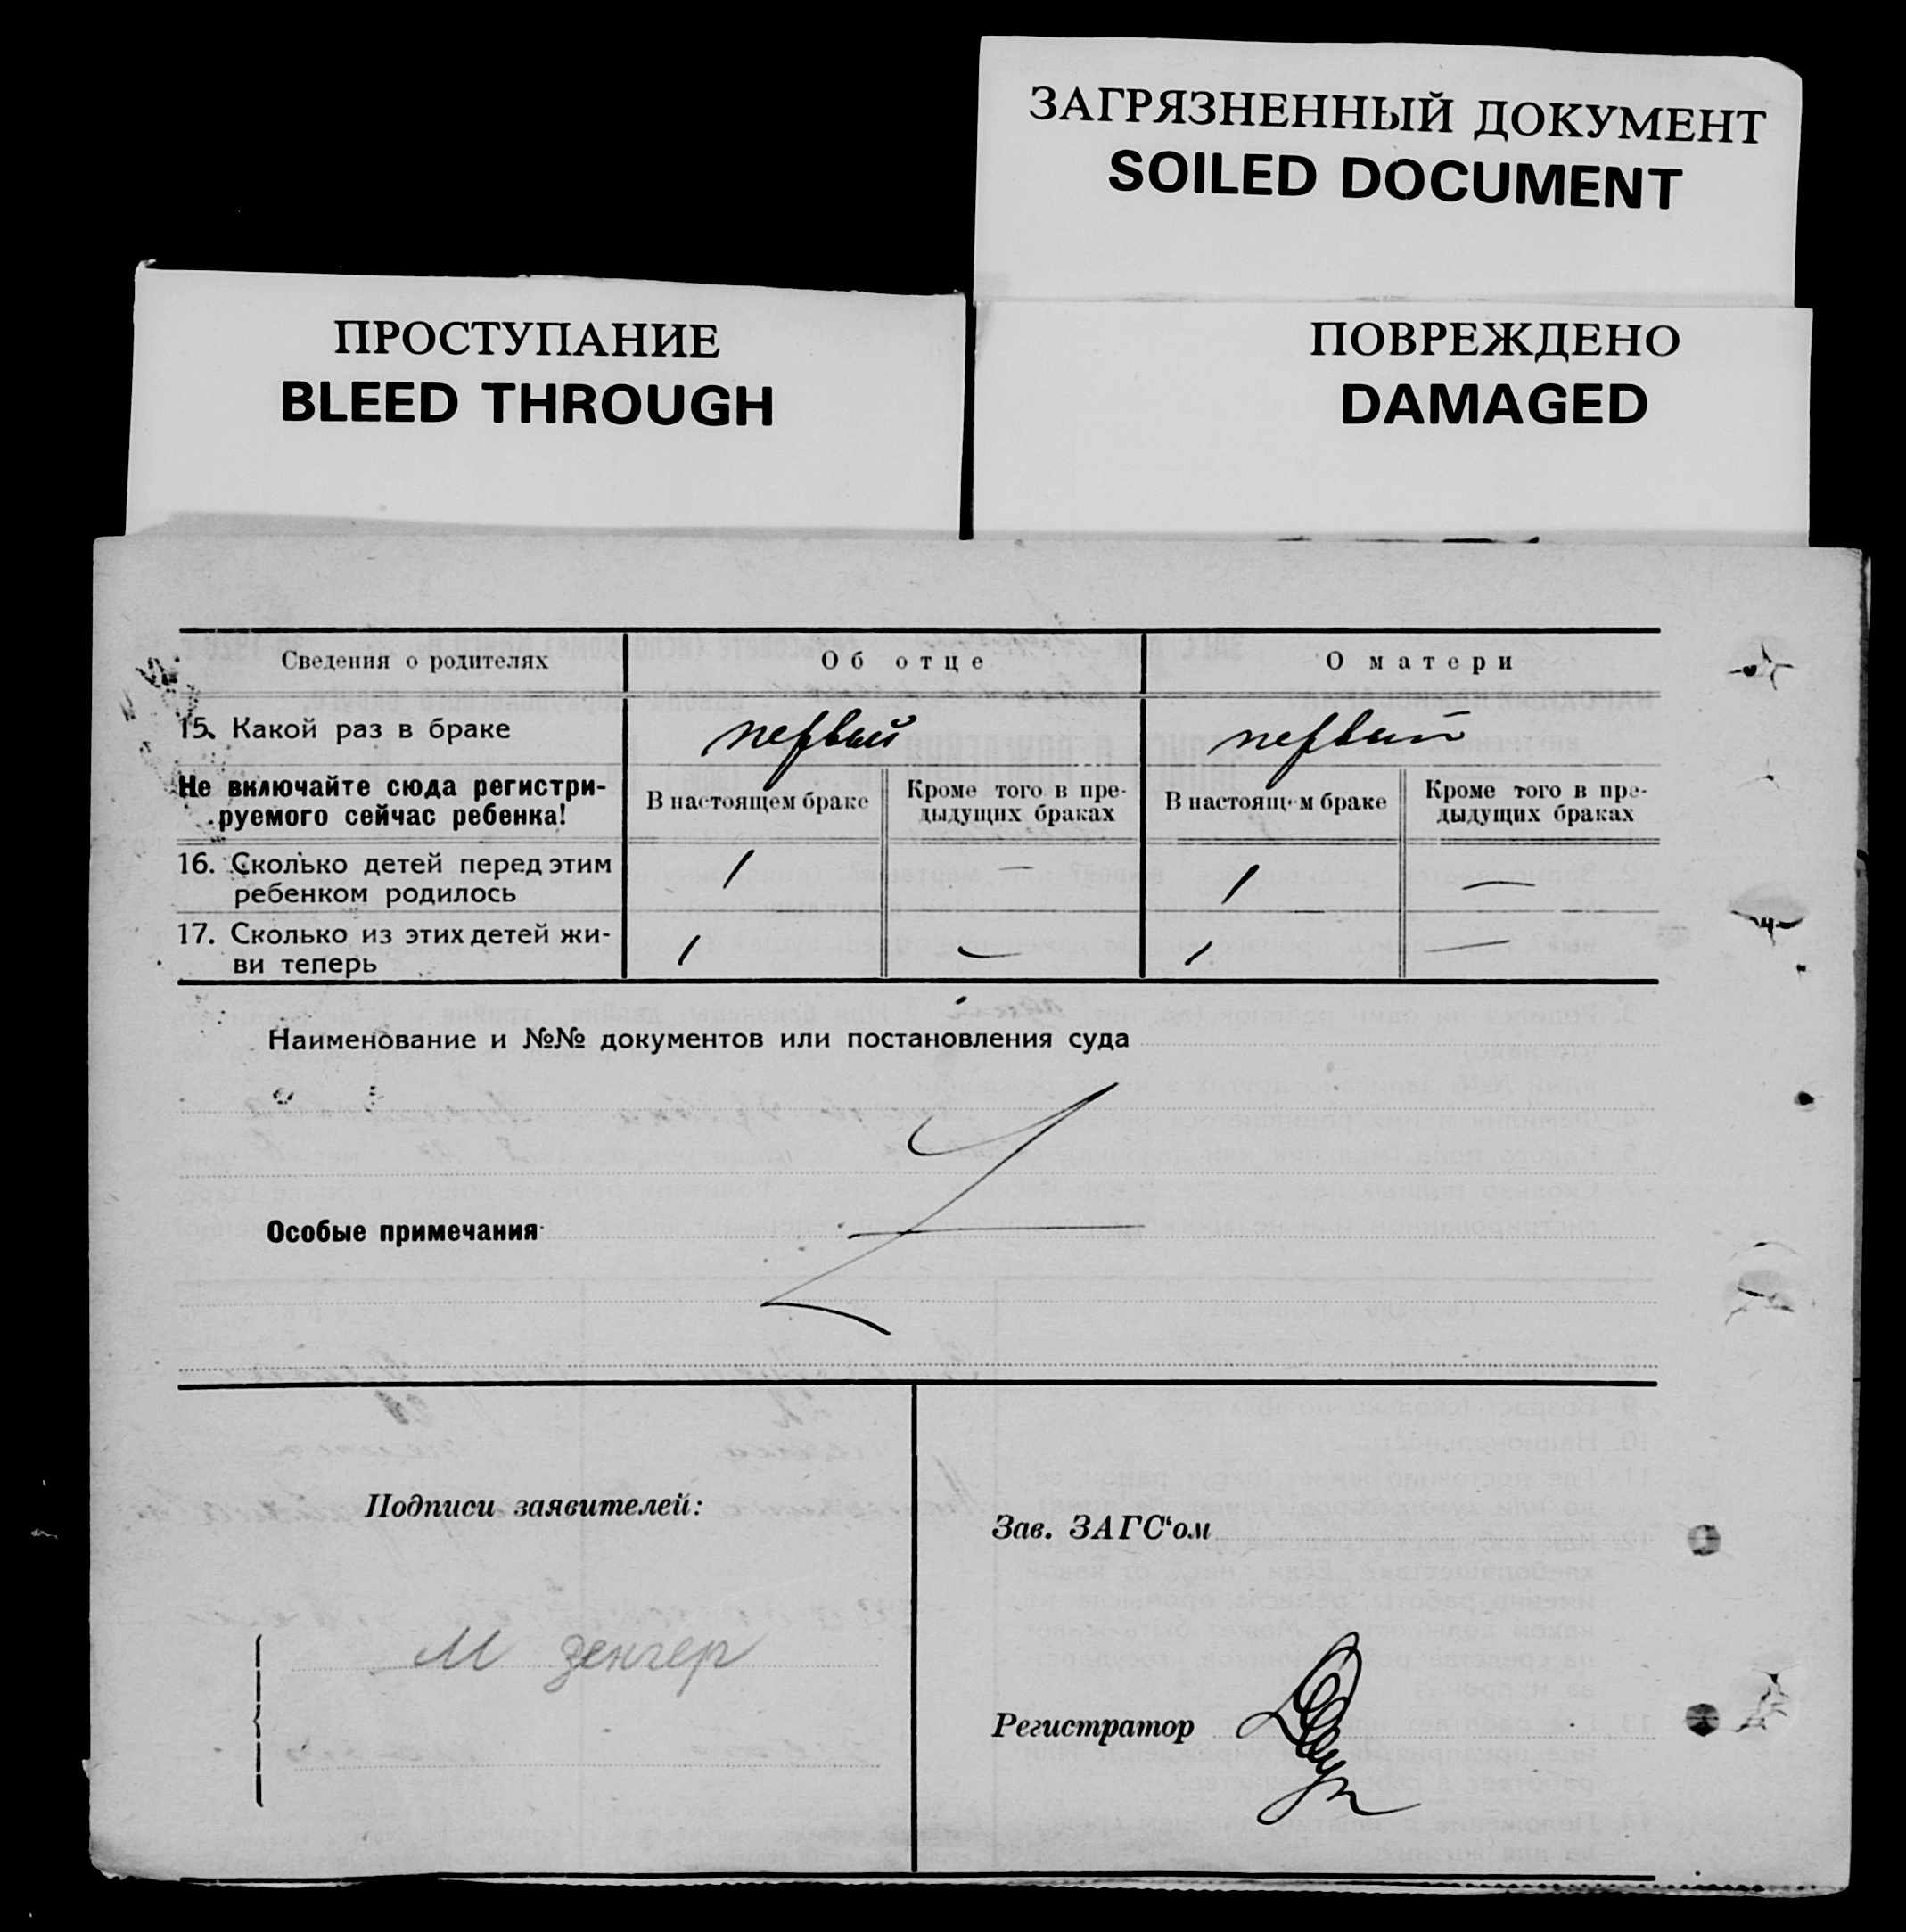 ЗАГРЯЗНЕННЫЙ ДОКУМЕНТ
SOILED DOCUMENT
ПРОСТУПАНИЕ
BLEED THROUGH
ПОВРЕЖДЕНО
DAMAGED
Сведения о родителях Об отце О матери
15. Какой раз в браке первый первый
Не включайте сюда регистри-
руемого сейчас ребенка!
В настоящем браке
Кроме того в пре-
дыдущих браках
В настоящем браке
Кроме того в пре-
дыдущих браках
16. Сколько детей перед этим
ребенком родилось 1 — 1 —
17. Сколько из этих детей жи-
ви теперь 1 — 1 —
Наименование и №№ документов или постановления суда
Особые примечания
Подписи заявителей:
Зав. ЗАГС‘ом
М зенгер
Регистратор